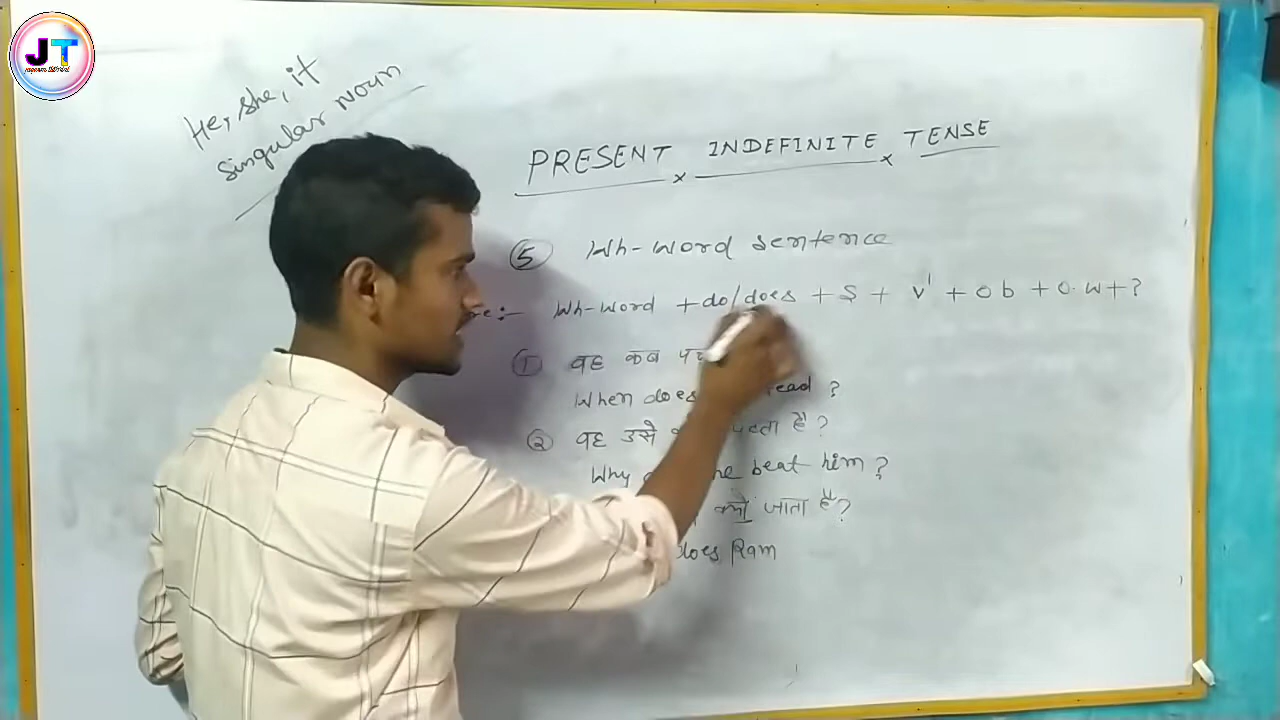 JT
He, she, it
singular noun
PRESENT INDEFINITE TENSE
5 Wh-word sentence
Wh-word + do/does + S + V¹ + ob + o.w + ?
① वह कब
When does read ?
② वह उसे है ?
Why he beat him ?
क्यों जाता है ?
does Ram